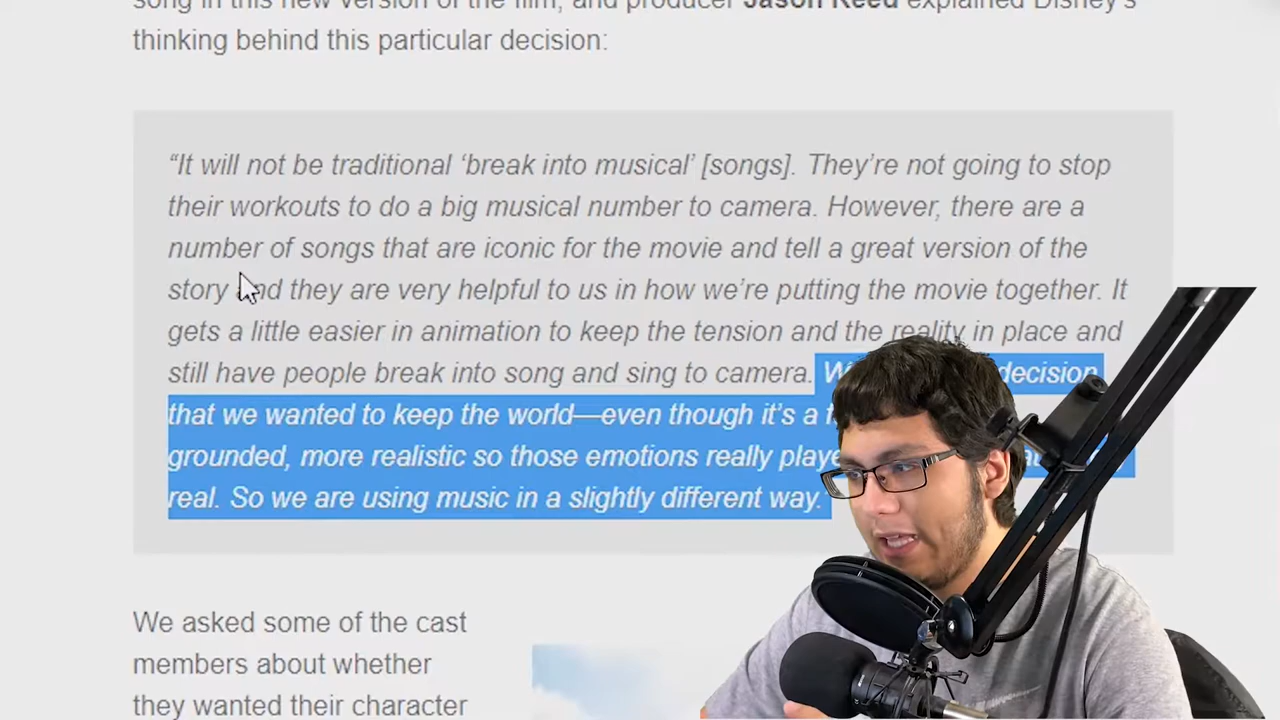 song in this new version of the film, and producer Jason Reed explained Disney's
thinking behind this particular decision:
“It will not be traditional ‘break into musical’ [songs]. They’re not going to stop
their workouts to do a big musical number to camera. However, there are a
number of songs that are iconic for the movie and tell a great version of the
story and they are very helpful to us in how we’re putting the movie together. It
gets a little easier in animation to keep the tension and the reality in place and
still have people break into song and sing to camera. decision
that we wanted to keep the world—even though it’s a
grounded, more realistic so those emotions really
real. So we are using music in a slightly different way.”
We asked some of the cast
members about whether
they wanted their character